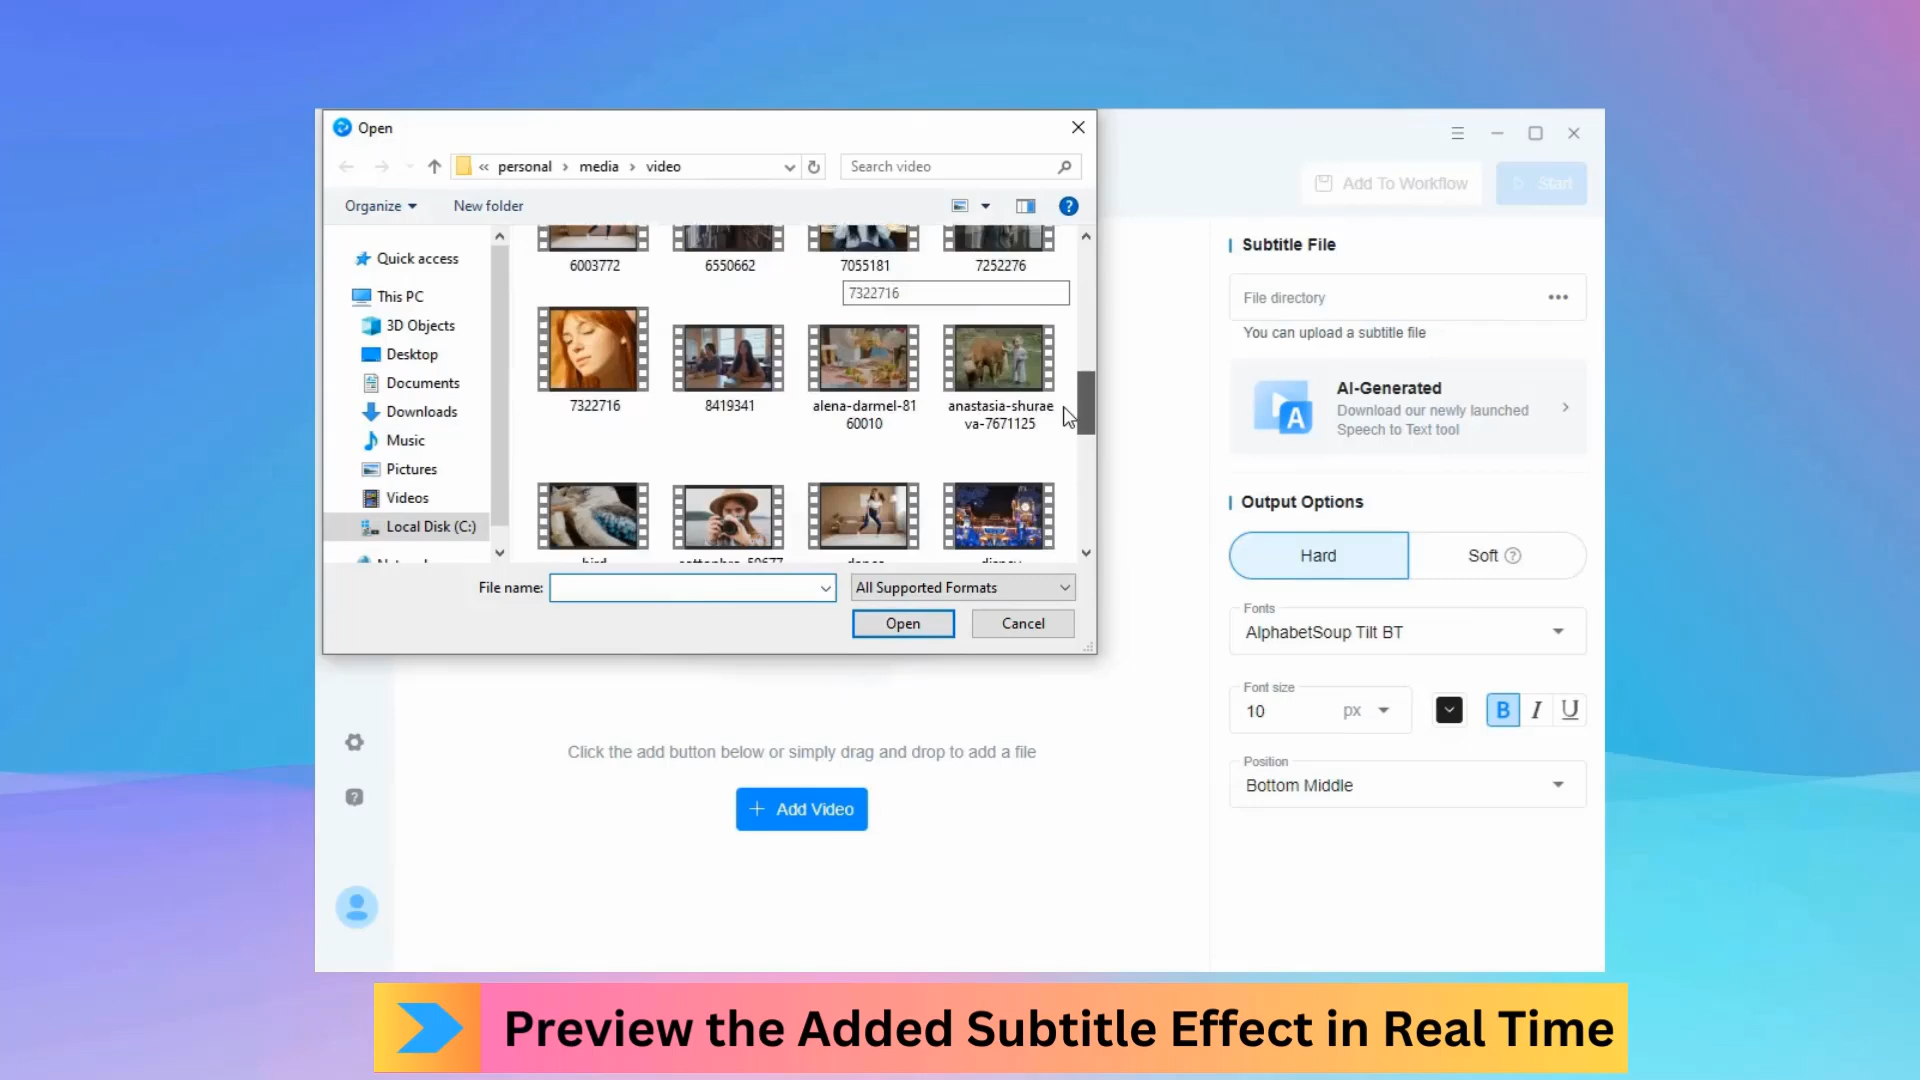 Open
« personal > media > video
Search video
Organize
New folder
Quick access
This PC
3D Objects
Desktop
Documents
Downloads
Music
Pictures
Videos
Local Disk (C:)
6003772
6550662
7055181
7252276
7322716
7322716
8419341
alena-darmel-81
60010
anastasia-shurae
va-7671125
File name:
All Supported Formats
Open
Cancel
Add To Workflow
Start
Subtitle File
File directory
You can upload a subtitle file
A
AI-Generated
Download our newly launched
Speech to Text tool
Output Options
Hard
Soft
Fonts
AlphabetSoup Tilt BT
Font size
10 px
B I U
Position
Bottom Middle
Click the add button below or simply drag and drop to add a file
+ Add Video
Preview the Added Subtitle Effect in Real Time